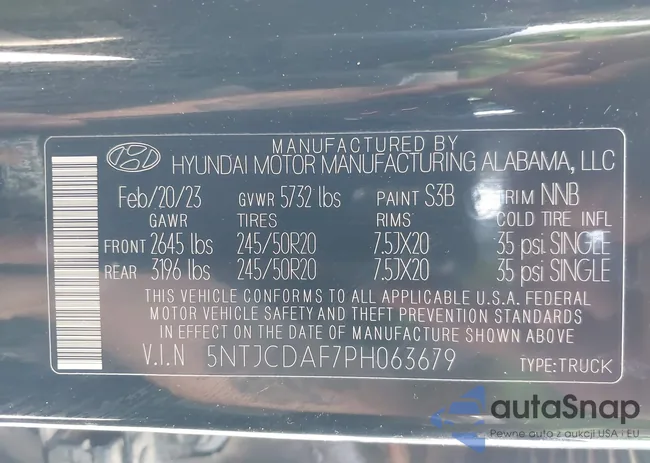 MANUFACTURED BY
HYUNDAI MOTOR MANUFACTURING ALABAMA, LLC
Feb/20/23 GVWR 5732 lbs PAINT S3B TRIM NNB
GAWR TIRES RIMS COLD TIRE INFL
FRONT 2645 lbs 245/50R20 7.5JX20 35 psi. SINGLE
REAR 3196 lbs 245/50R20 7.5JX20 35 psi. SINGLE
THIS VEHICLE CONFORMS TO ALL APPLICABLE U.S.A. FEDERAL
MOTOR VEHICLE SAFETY AND THEFT PREVENTION STANDARDS
IN EFFECT ON THE DATE OF MANUFACTURE SHOWN ABOVE
V.I.N 5NTJCDAF7PH063679 TYPE:TRUCK
autaSnap
Pewne auto z aukcji USA i EU